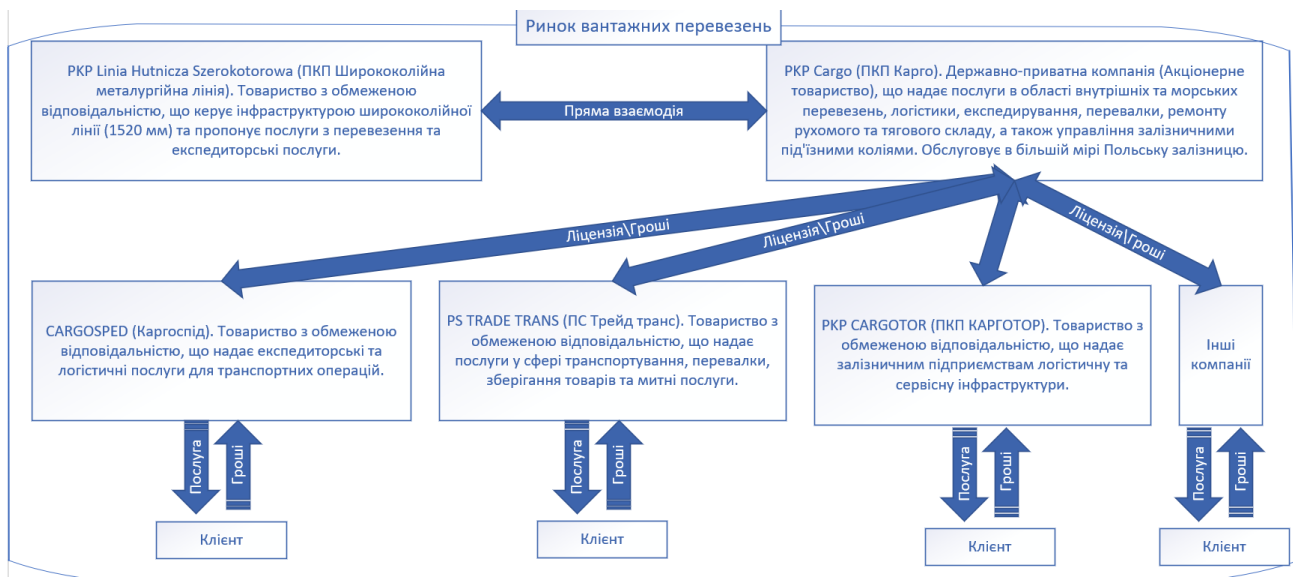 Ринок вантажних перевезень
PKP Linia Hutnicza Szerokotorowa (ПКП Ширококолійна
металургійна лінія). Товариство з обмеженою
відповідальністю, що керує інфраструктурою ширококолійної
лінії (1520 мм) та пропонує послуги з перевезення та
експедиторські послуги.
Пряма взаємодія
PKP Cargo (ПКП Карго). Державно-приватна компанія (Акціонерне
товариство), що надає послуги в області внутрішніх та морських
перевезень, логістики, експедирування, перевалки, ремонту
рухомого та тягового складу, а також управління залізничними
під'їзними коліями. Обслуговує в більшій мірі Польську залізницю.
Ліцензія\Гроші
Ліцензія\Гроші
Ліцензія\Гроші
CARGOSPED (Каргоспід). Товариство з обмеженою
відповідальністю, що надає експедиторські та
логістичні послуги для транспортних операцій.
PS TRADE TRANS (ПС Трейд транс). Товариство з
обмеженою відповідальністю, що надає
послуги у сфері транспортування, перевалки,
зберігання товарів та митні послуги.
PKP CARGOTOR (ПКП КАРГОТОР). Товариство з
обмеженою відповідальністю, що надає
залізничним підприємствам логістичну та
сервісну інфраструктури.
Інші
компанії
Послуга
Гроші
Послуга
Гроші
Послуга
Гроші
Послуга
Гроші
Клієнт
Клієнт
Клієнт
Клієнт